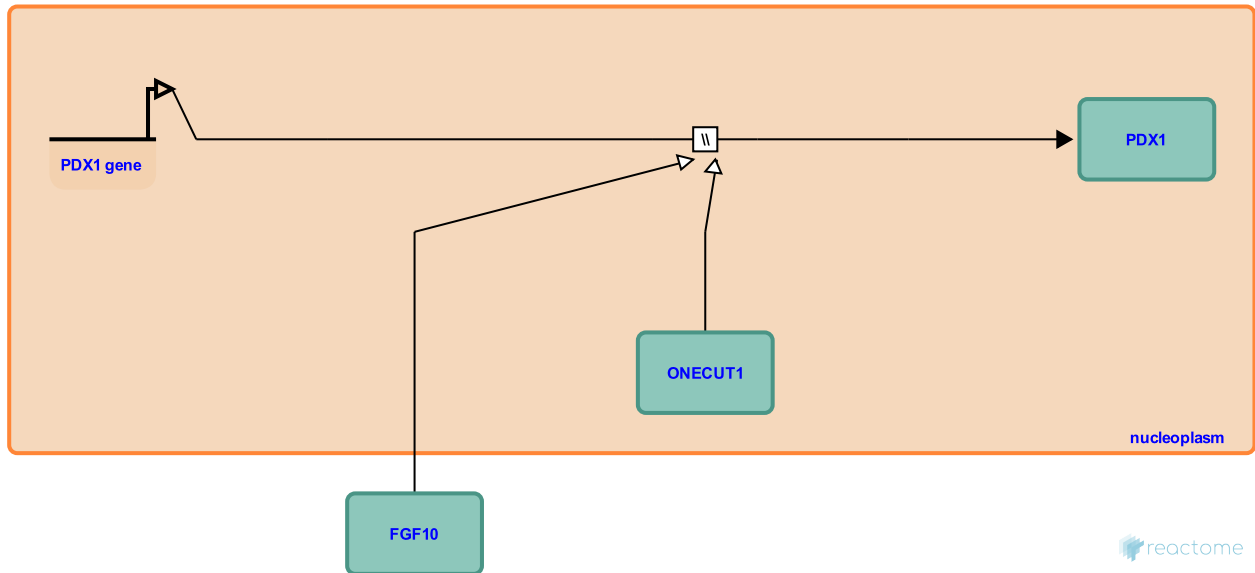 PDX1 gene
\\
PDX1
ONECUT1
nucleoplasm
FGF10
reactome